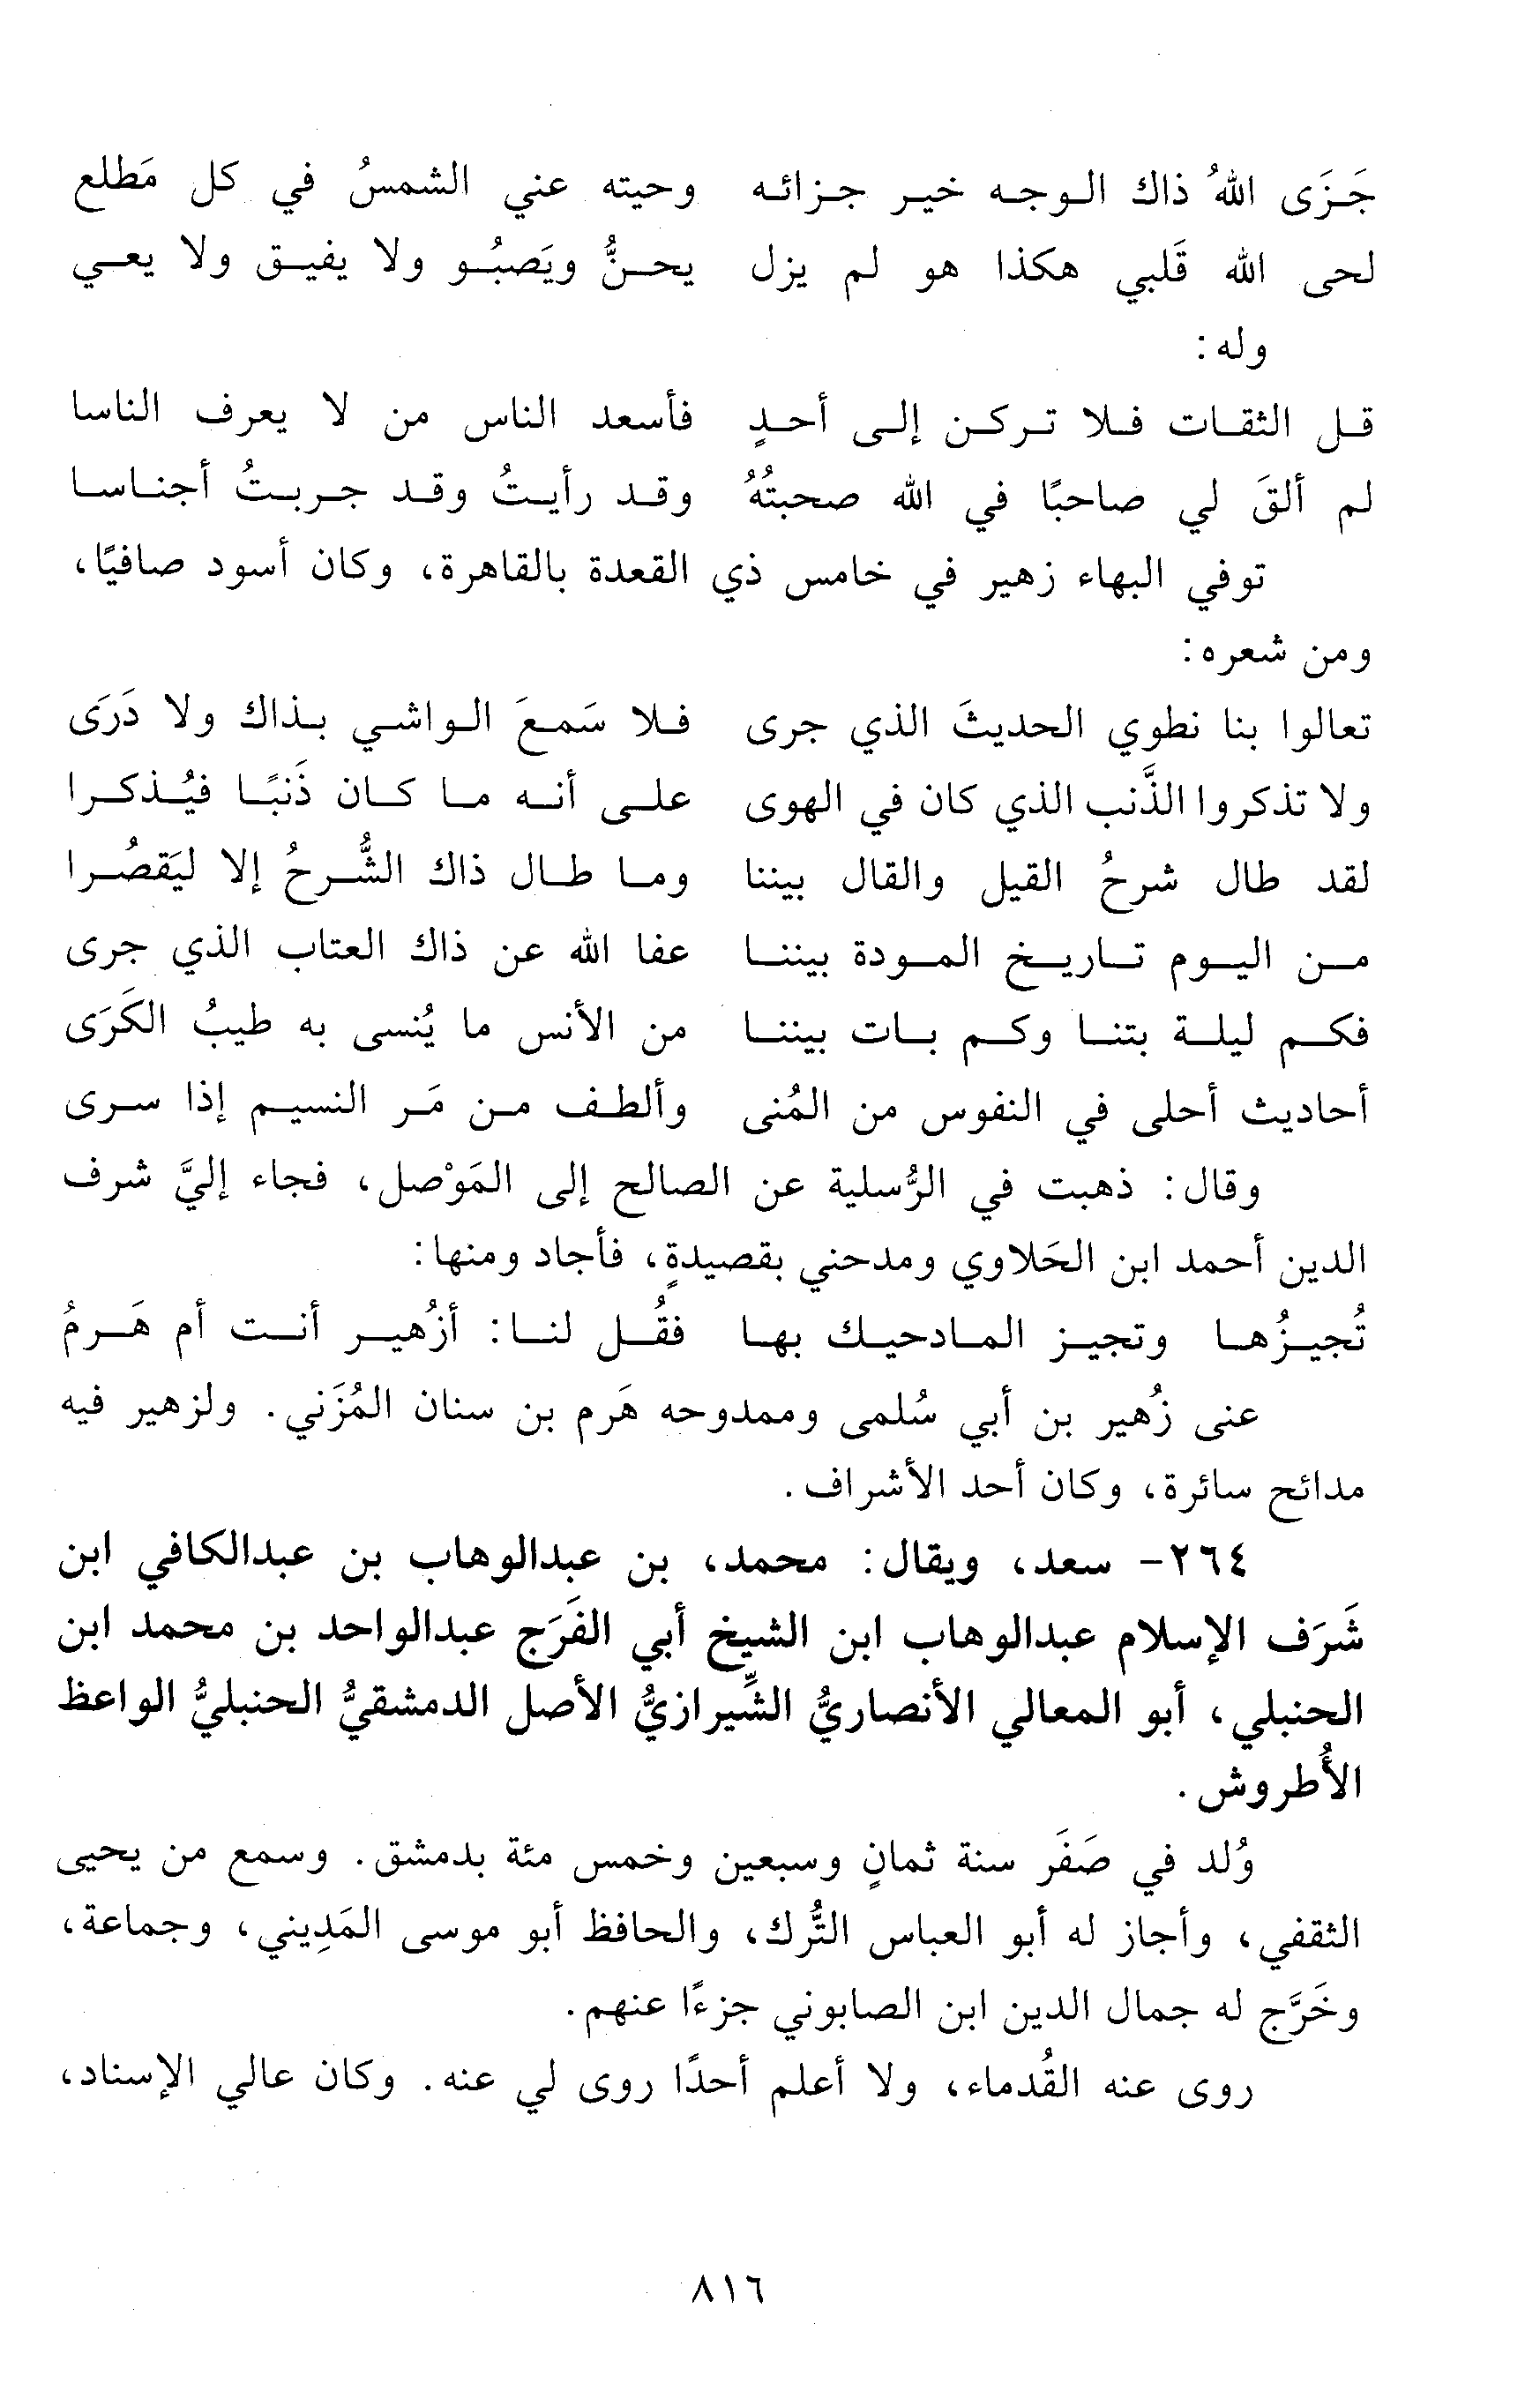 جَزَى اللهُ ذاك الوجه خير جزائه وحيته عني الشمسُ في كل مَطلع
لحى الله قَلبي هكذا هو لم يزل يحنُّ ويَصبُو ولا يفيق ولا يعي
وله:
قل الثقات فلا تركن إلى أحدٍ فأسعد الناس من لا يعرف الناسا
لم ألقَ لي صاحبًا في الله صحبتُهُ وقد رأيتُ وقد جربتُ أجناسا
توفي البهاء زهير في خامس ذي القعدة بالقاهرة، وكان أسود صافيًا،
ومن شعره:
تعالوا بنا نطوي الحديثَ الذي جرى فلا سَمعَ الواشي بذاك ولا دَرَى
ولا تذكروا الذَّنب الذي كان في الهوى على أنه ما كان ذَنبًا فيُذكرا
لقد طال شرحُ القيل والقال بيننا وما طال ذاك الشُّرحُ إلا ليَقصُرا
من اليوم تاريخ المودة بيننا عفا الله عن ذاك العتاب الذي جرى
فكم ليلة بتنا وكم بات بيننا من الأنس ما يُنسى به طيبُ الكَرَى
أحاديث أحلى في النفوس من المُنى وألطف من مَر النسيم إذا سرى
وقال: ذهبت في الرُّسلية عن الصالح إلى المَوْصل، فجاء إليَّ شرف
الدين أحمد ابن الحَلاوي ومدحني بقصيدةٍ، فأجاد ومنها:
تُجيزُها وتجيز المادحيك بها فقُل لنا: أزُهير أنت أم هَرمُ
عنى زُهير بن أبي سُلمى وممدوحه هَرم بن سنان المُزَني. ولزهير فيه
مدائح سائرة، وكان أحد الأشراف.
٢٦٤- سعد، ويقال: محمد، بن عبدالوهاب بن عبدالكافي ابن
شَرَف الإسلام عبدالوهاب ابن الشيخ أبي الفَرَج عبدالواحد بن محمد ابن
الحنبلي، أبو المعالي الأنصاريُّ الشِّيرازيُّ الأصل الدمشقيُّ الحنبليُّ الواعظ
الأُطروش.
وُلد في صَفَر سنة ثمانٍ وسبعين وخمس مئة بدمشق. وسمع من يحيى
الثقفي، وأجاز له أبو العباس التُّرك، والحافظ أبو موسى المَدِيني، وجماعة،
وخَرَّج له جمال الدين ابن الصابوني جزءًا عنهم.
روى عنه القُدماء، ولا أعلم أحدًا روى لي عنه. وكان عالي الإسناد،
٨١٦